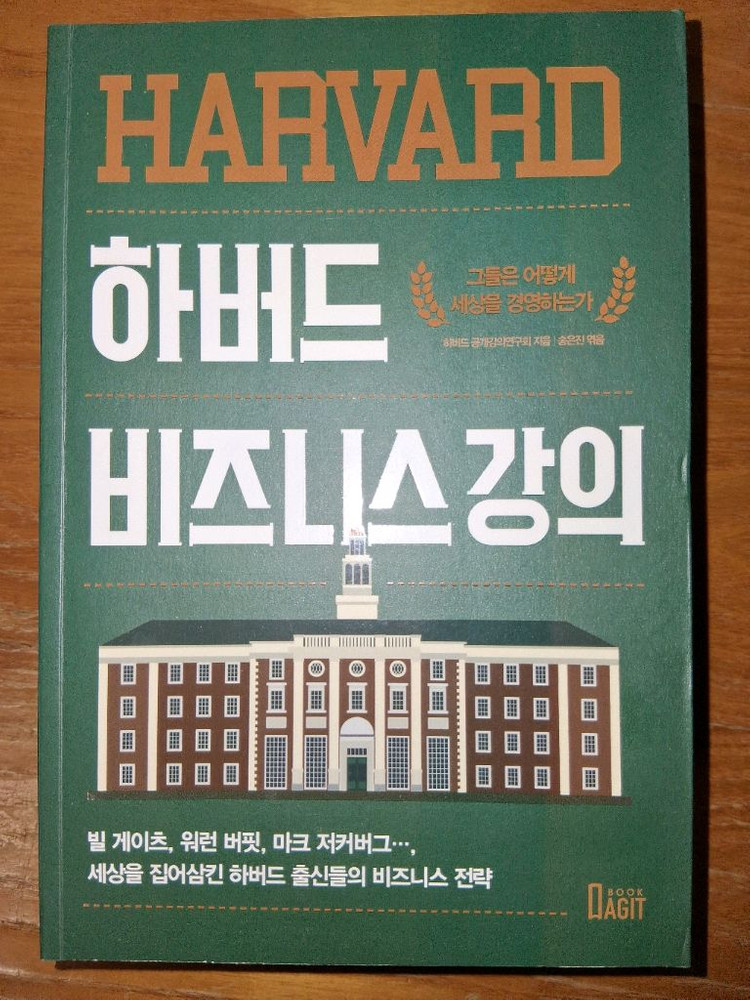 HARVARD
하버드
그들은 어떻게
세상을 경영하는가
하버드 공개강의연구회 지음 | 송은진 엮음
비즈니스 강의
빌 게이츠, 워런 버핏, 마크 저커버그…,
세상을 집어삼킨 하버드 출신들의 비즈니스 전략
BOOK
AGIT